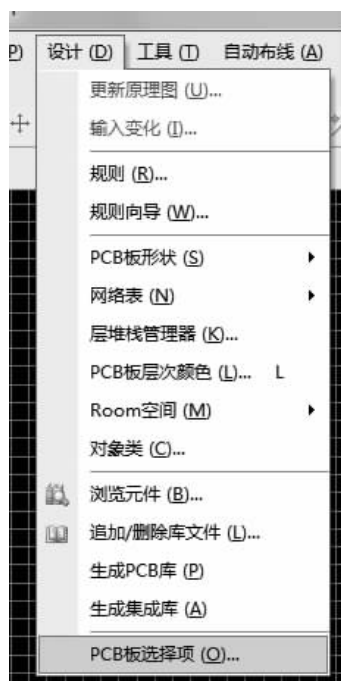 P) 设计 (D) 工具 (T) 自动布线 (A)
更新原理图 (U)...
输入变化 (I)...
规则 (R)...
规则向导 (W)...
PCB板形状 (S)
网络表 (N)
层堆栈管理器 (K)...
PCB板层次颜色 (L)... L
Room空间 (M)
对象类 (C)...
浏览元件 (B)...
追加/删除库文件 (L)...
生成PCB库 (P)
生成集成库 (A)
PCB板选择项 (O)...